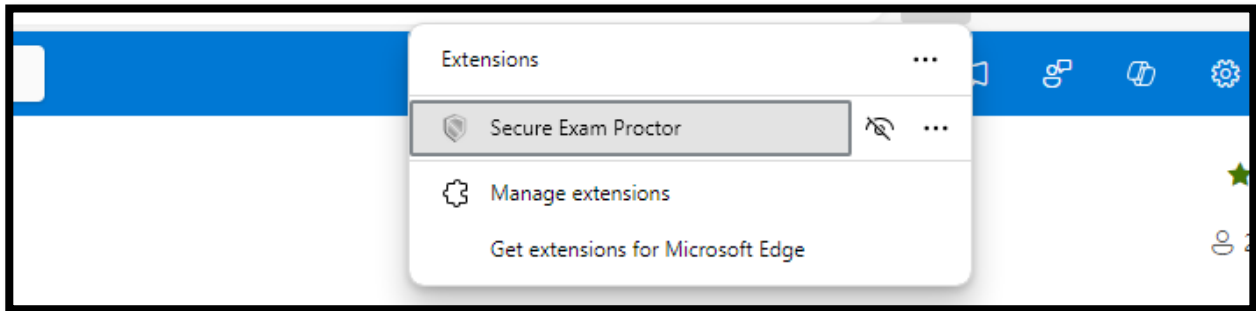 Extensions
Secure Exam Proctor
Manage extensions
Get extensions for Microsoft Edge